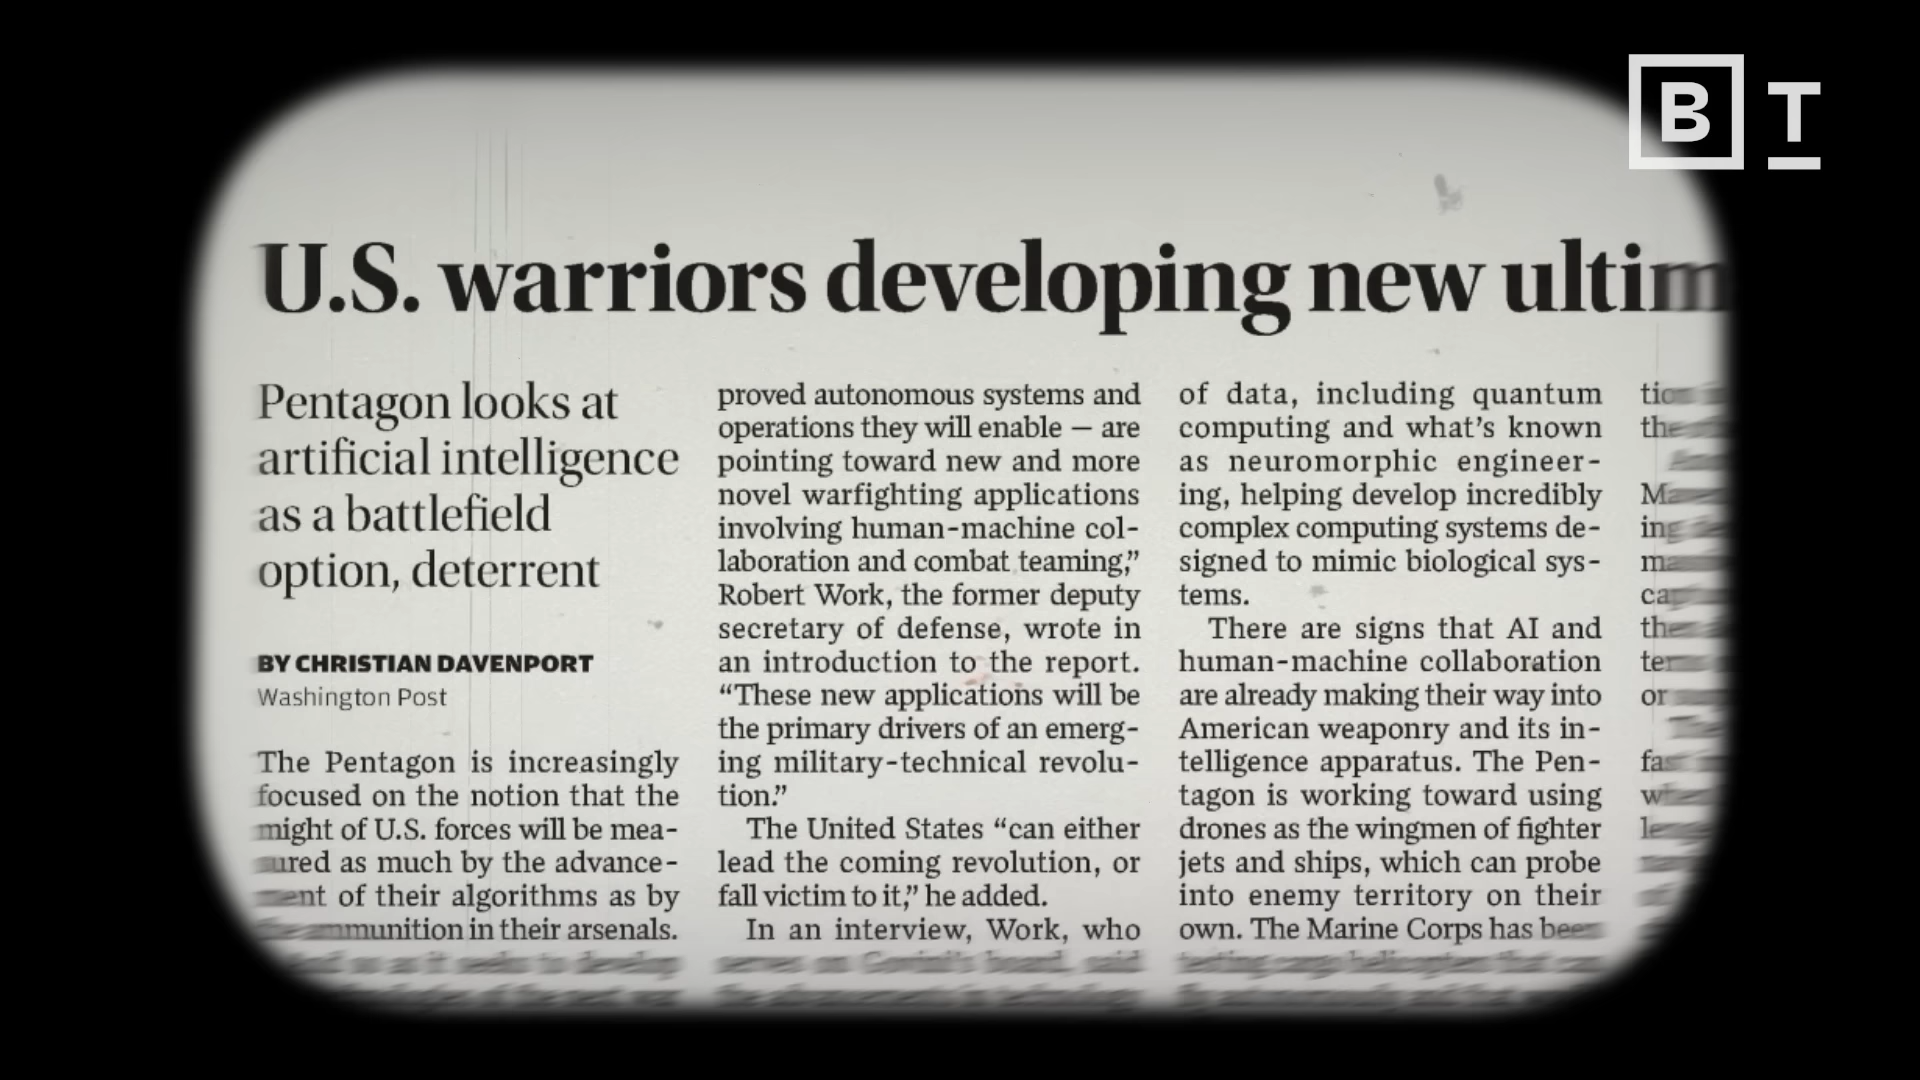 B T
U.S. warriors developing new
Pentagon looks at
artificial intelligence
as a battlefield
option, deterrent
BY CHRISTIAN DAVENPORT
Washington Post
The Pentagon is increasingly
focused on the notion that the
might of U.S. forces will be mea-
sured as much by the advance-
ment of their algorithms as by
the ammunition in their arsenals.
proved autonomous systems and
operations they will enable — are
pointing toward new and more
novel warfighting applications
involving human-machine col-
laboration and combat teaming,”
Robert Work, the former deputy
secretary of defense, wrote in
an introduction to the report.
“These new applications will be
the primary drivers of an emerg-
ing military-technical revolu-
tion.”
The United States “can either
lead the coming revolution, or
fall victim to it,” he added.
In an interview, Work, who
of data, including quantum
computing and what’s known
as neuromorphic engineer-
ing, helping develop incredibly
complex computing systems de-
signed to mimic biological sys-
tems.
There are signs that AI and
human-machine collaboration
are already making their way into
American weaponry and its in-
telligence apparatus. The Pen-
tagon is working toward using
drones as the wingmen of fighter
jets and ships, which can probe
into enemy territory on their
own. The Marine Corps has been